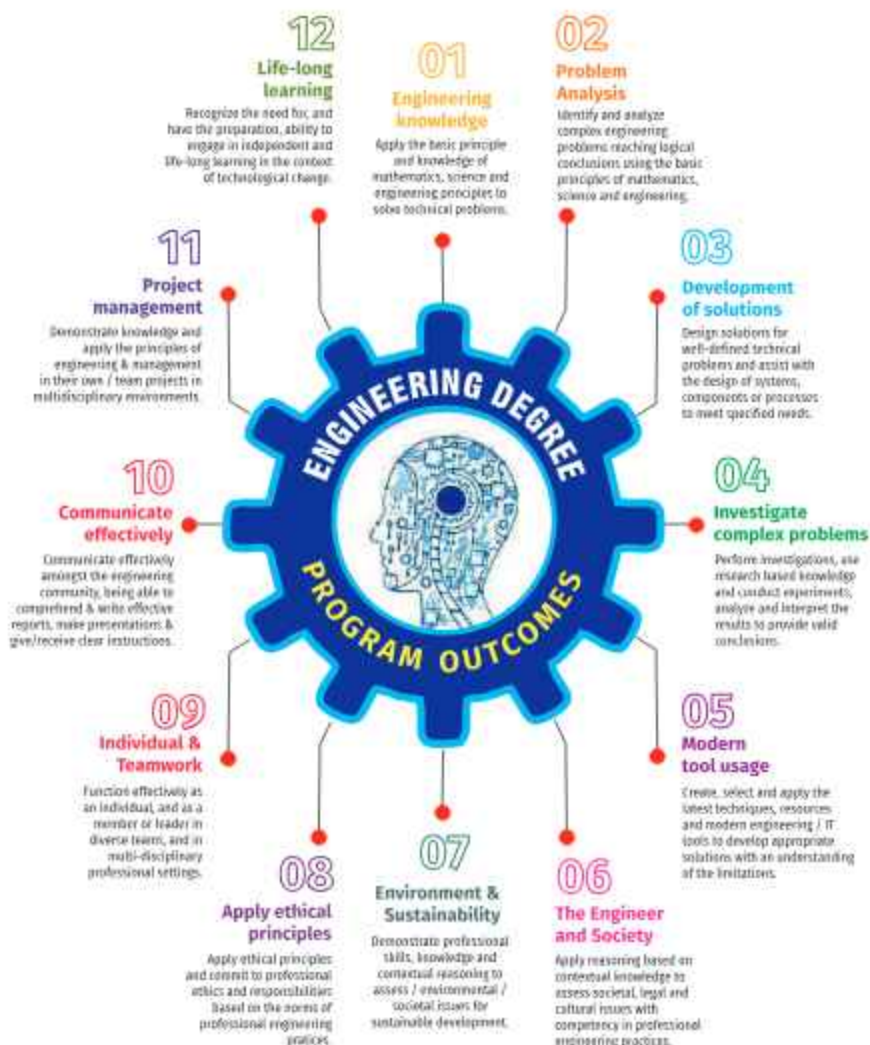 12
Life-long
learning
Recognize the need for, and
have the preparation, ability to
engage in independent and
life-long learning in the context
of technological change.
01
Engineering
knowledge
Apply the basic principle
and knowledge of
mathematics, science and
engineering principles to
solve technical problems.
02
Problem
Analysis
Identify and analyze
complex engineering
problems reaching logical
conclusions using the basic
principles of mathematics,
science and engineering.
11
Project
management
Demonstrate knowledge and
apply the principles of
engineering & management
in their own / team projects in
multidisciplinary environments.
03
Development
of solutions
Design solutions for
well-defined technical
problems and assist with
the design of systems,
components or processes
to meet specified needs.
ENGINEERING DEGREE
PROGRAM OUTCOMES
10
Communicate
effectively
Communicate effectively
amongst the engineering
community, being able to
comprehend & write effective
reports, make presentations &
give/receive clear instructions.
04
Investigate
complex problems
Perform investigations, use
research based knowledge
and conduct experiments,
analyze and interpret the
results to provide valid
conclusions.
09
Individual &
Teamwork
Function effectively as
an individual, and as a
member or leader in
diverse teams, and in
multi-disciplinary
professional settings.
05
Modern
tool usage
Create, select and apply the
latest techniques, resources
and modern engineering / IT
tools to develop appropriate
solutions with an understanding
of the limitations.
08
Apply ethical
principles
Apply ethical principles
and commit to professional
ethics and responsibilities
based on the norms of
professional engineering
pratices.
07
Environment &
Sustainability
Demonstrate professional
skills, knowledge and
contextual reasoning to
assess / environmental /
societal issues for
sustainable development.
06
The Engineer
and Society
Apply reasoning based on
contextual knowledge to
assess societal, legal and
cultural issues with
competency in professional
engineering practices.